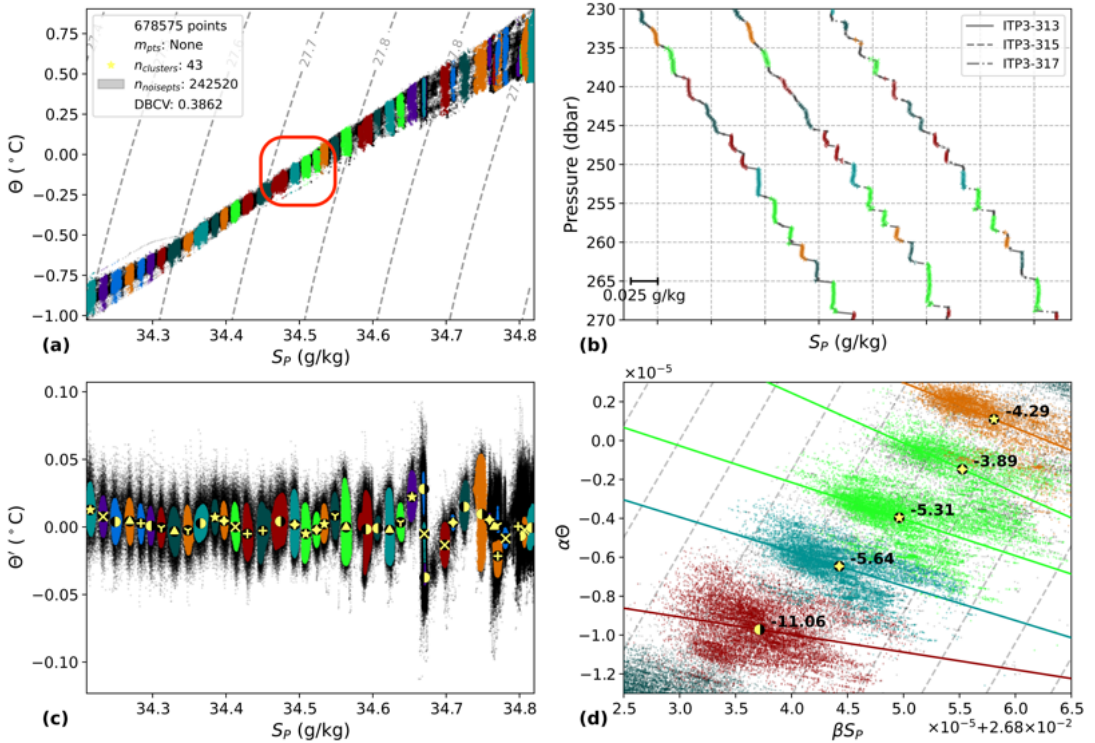 678575 points
m_pts: None
n_clusters: 43
n_noisepts: 242520
DBCV: 0.3862
27.6
27.7
27.8
0.75
0.50
0.25
0.00
−0.25
−0.50
−0.75
−1.00
Θ (°C)
34.3 34.4 34.5 34.6 34.7 34.8
(a)
S_P (g/kg)
230
235
240
245
250
255
260
265
270
Pressure (dbar)
ITP3-313
ITP3-315
ITP3-317
0.025 g/kg
(b)
S_P (g/kg)
0.10
0.05
0.00
−0.05
−0.10
Θ′ (°C)
34.3 34.4 34.5 34.6 34.7 34.8
(c)
S_P (g/kg)
×10⁻⁵
0.2
0.0
−0.2
−0.4
−0.6
−0.8
−1.0
−1.2
αΘ
-4.29
-3.89
-5.31
-5.64
-11.06
2.5 3.0 3.5 4.0 4.5 5.0 5.5 6.0 6.5
(d)
βS_P
×10⁻⁵+2.68×10⁻²